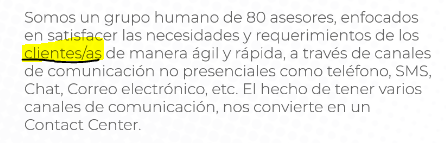 Somos un grupo humano de 80 asesores, enfocados
en satisfacer las necesidades y requerimientos de los
clientes/as de manera ágil y rápida, a través de canales
de comunicación no presenciales como teléfono, SMS,
Chat, Correo electrónico, etc. El hecho de tener varios
canales de comunicación, nos convierte en un
Contact Center.